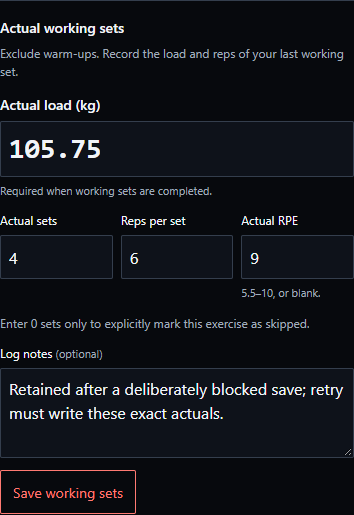 Actual working sets
Exclude warm-ups. Record the load and reps of your last working
set.
Actual load (kg)
105.75
Required when working sets are completed.
Actual sets Reps per set Actual RPE
4 6 9
5.5–10, or blank.
Enter 0 sets only to explicitly mark this exercise as skipped.
Log notes (optional)
Retained after a deliberately blocked save; retry
must write these exact actuals.
Save working sets